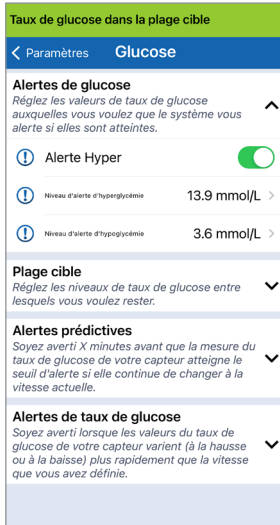 Taux de glucose dans la plage cible
Paramètres Glucose
Alertes de glucose
Réglez les valeurs de taux de glucose
auxquelles vous voulez que le système vous
alerte si elles sont atteintes.
Alerte Hyper
Niveau d'alerte d'hyperglycémie 13.9 mmol/L
Niveau d'alerte d'hypoglycémie 3.6 mmol/L
Plage cible
Réglez les niveaux de taux de glucose entre
lesquels vous voulez rester.
Alertes prédictives
Soyez averti X minutes avant que la mesure du
taux de glucose de votre capteur atteigne le
seuil d'alerte si elle continue de changer à la
vitesse actuelle.
Alertes de taux de glucose
Soyez averti lorsque les valeurs du taux de
glucose de votre capteur varient (à la hausse
ou à la baisse) plus rapidement que la vitesse
que vous avez définie.